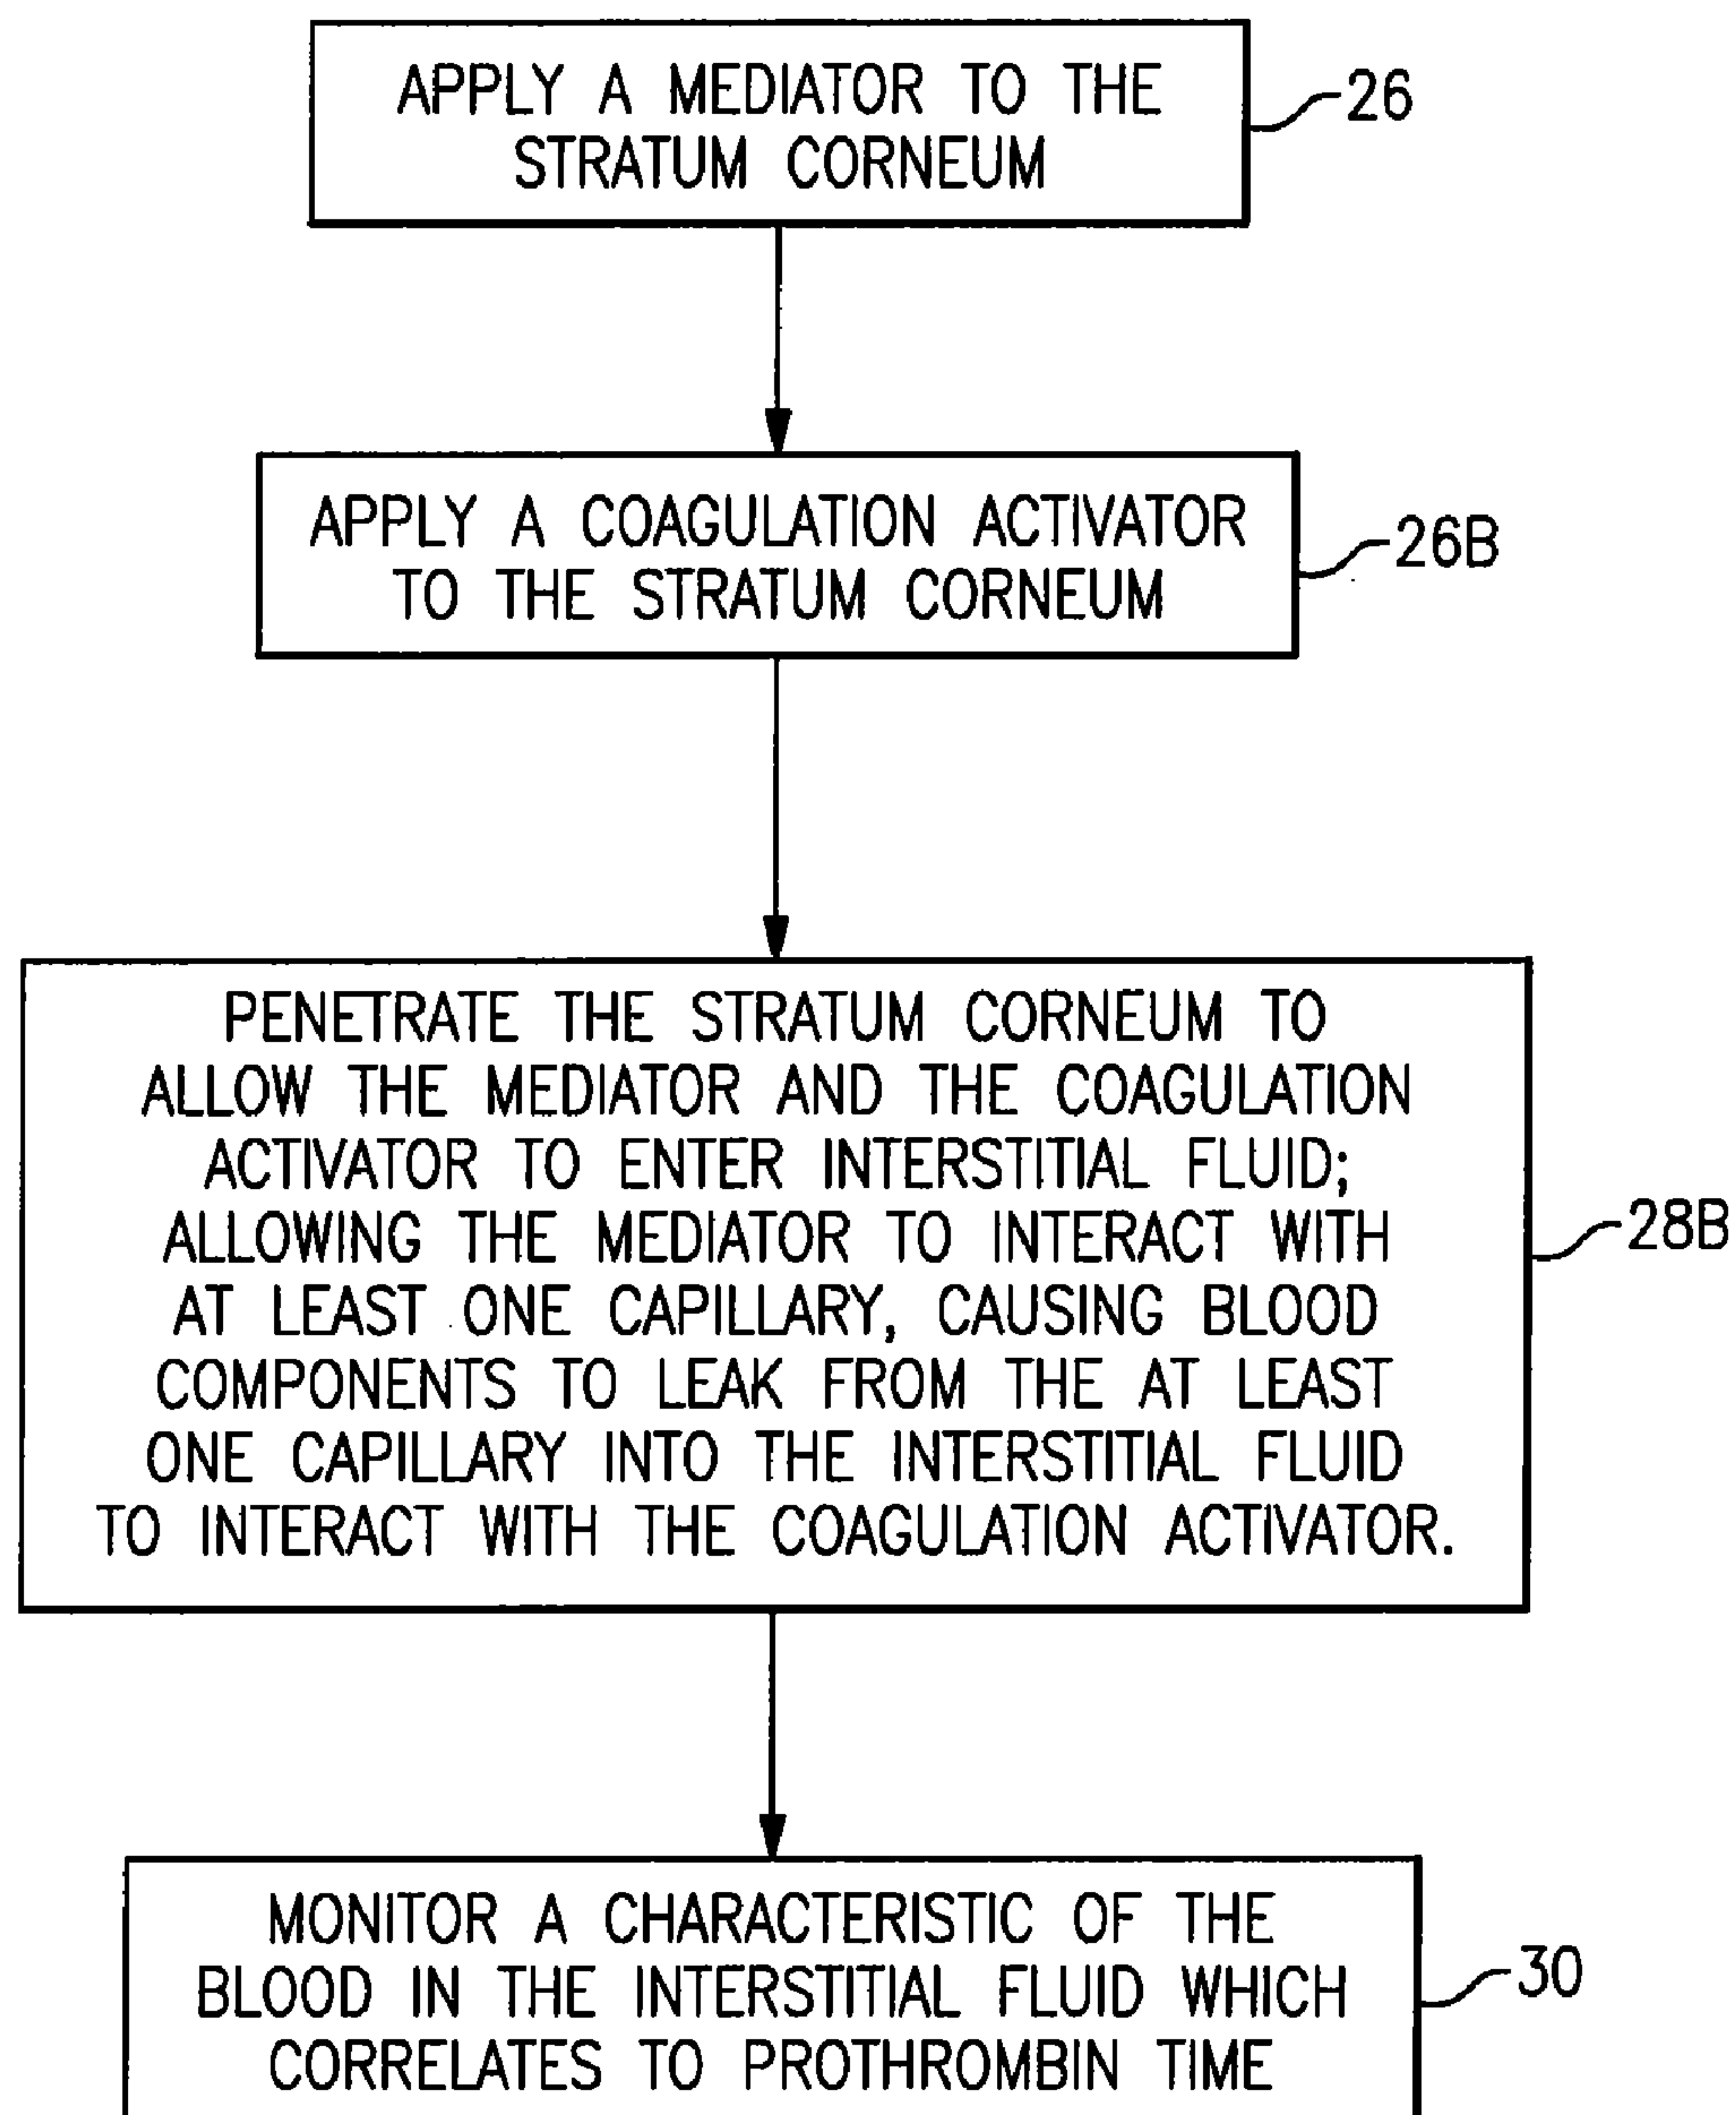 APPLY A MEDIATOR TO THE
STRATUM CORNEUM
26
APPLY A COAGULATION ACTIVATOR
TO THE STRATUM CORNEUM
26B
PENETRATE THE STRATUM CORNEUM TO
ALLOW THE MEDIATOR AND THE COAGULATION
ACTIVATOR TO ENTER INTERSTITIAL FLUID;
ALLOWING THE MEDIATOR TO INTERACT WITH
AT LEAST ONE CAPILLARY, CAUSING BLOOD
COMPONENTS TO LEAK FROM THE AT LEAST
ONE CAPILLARY INTO THE INTERSTITIAL FLUID
TO INTERACT WITH THE COAGULATION ACTIVATOR.
28B
MONITOR A CHARACTERISTIC OF THE
BLOOD IN THE INTERSTITIAL FLUID WHICH
CORRELATES TO PROTHROMBIN TIME
30